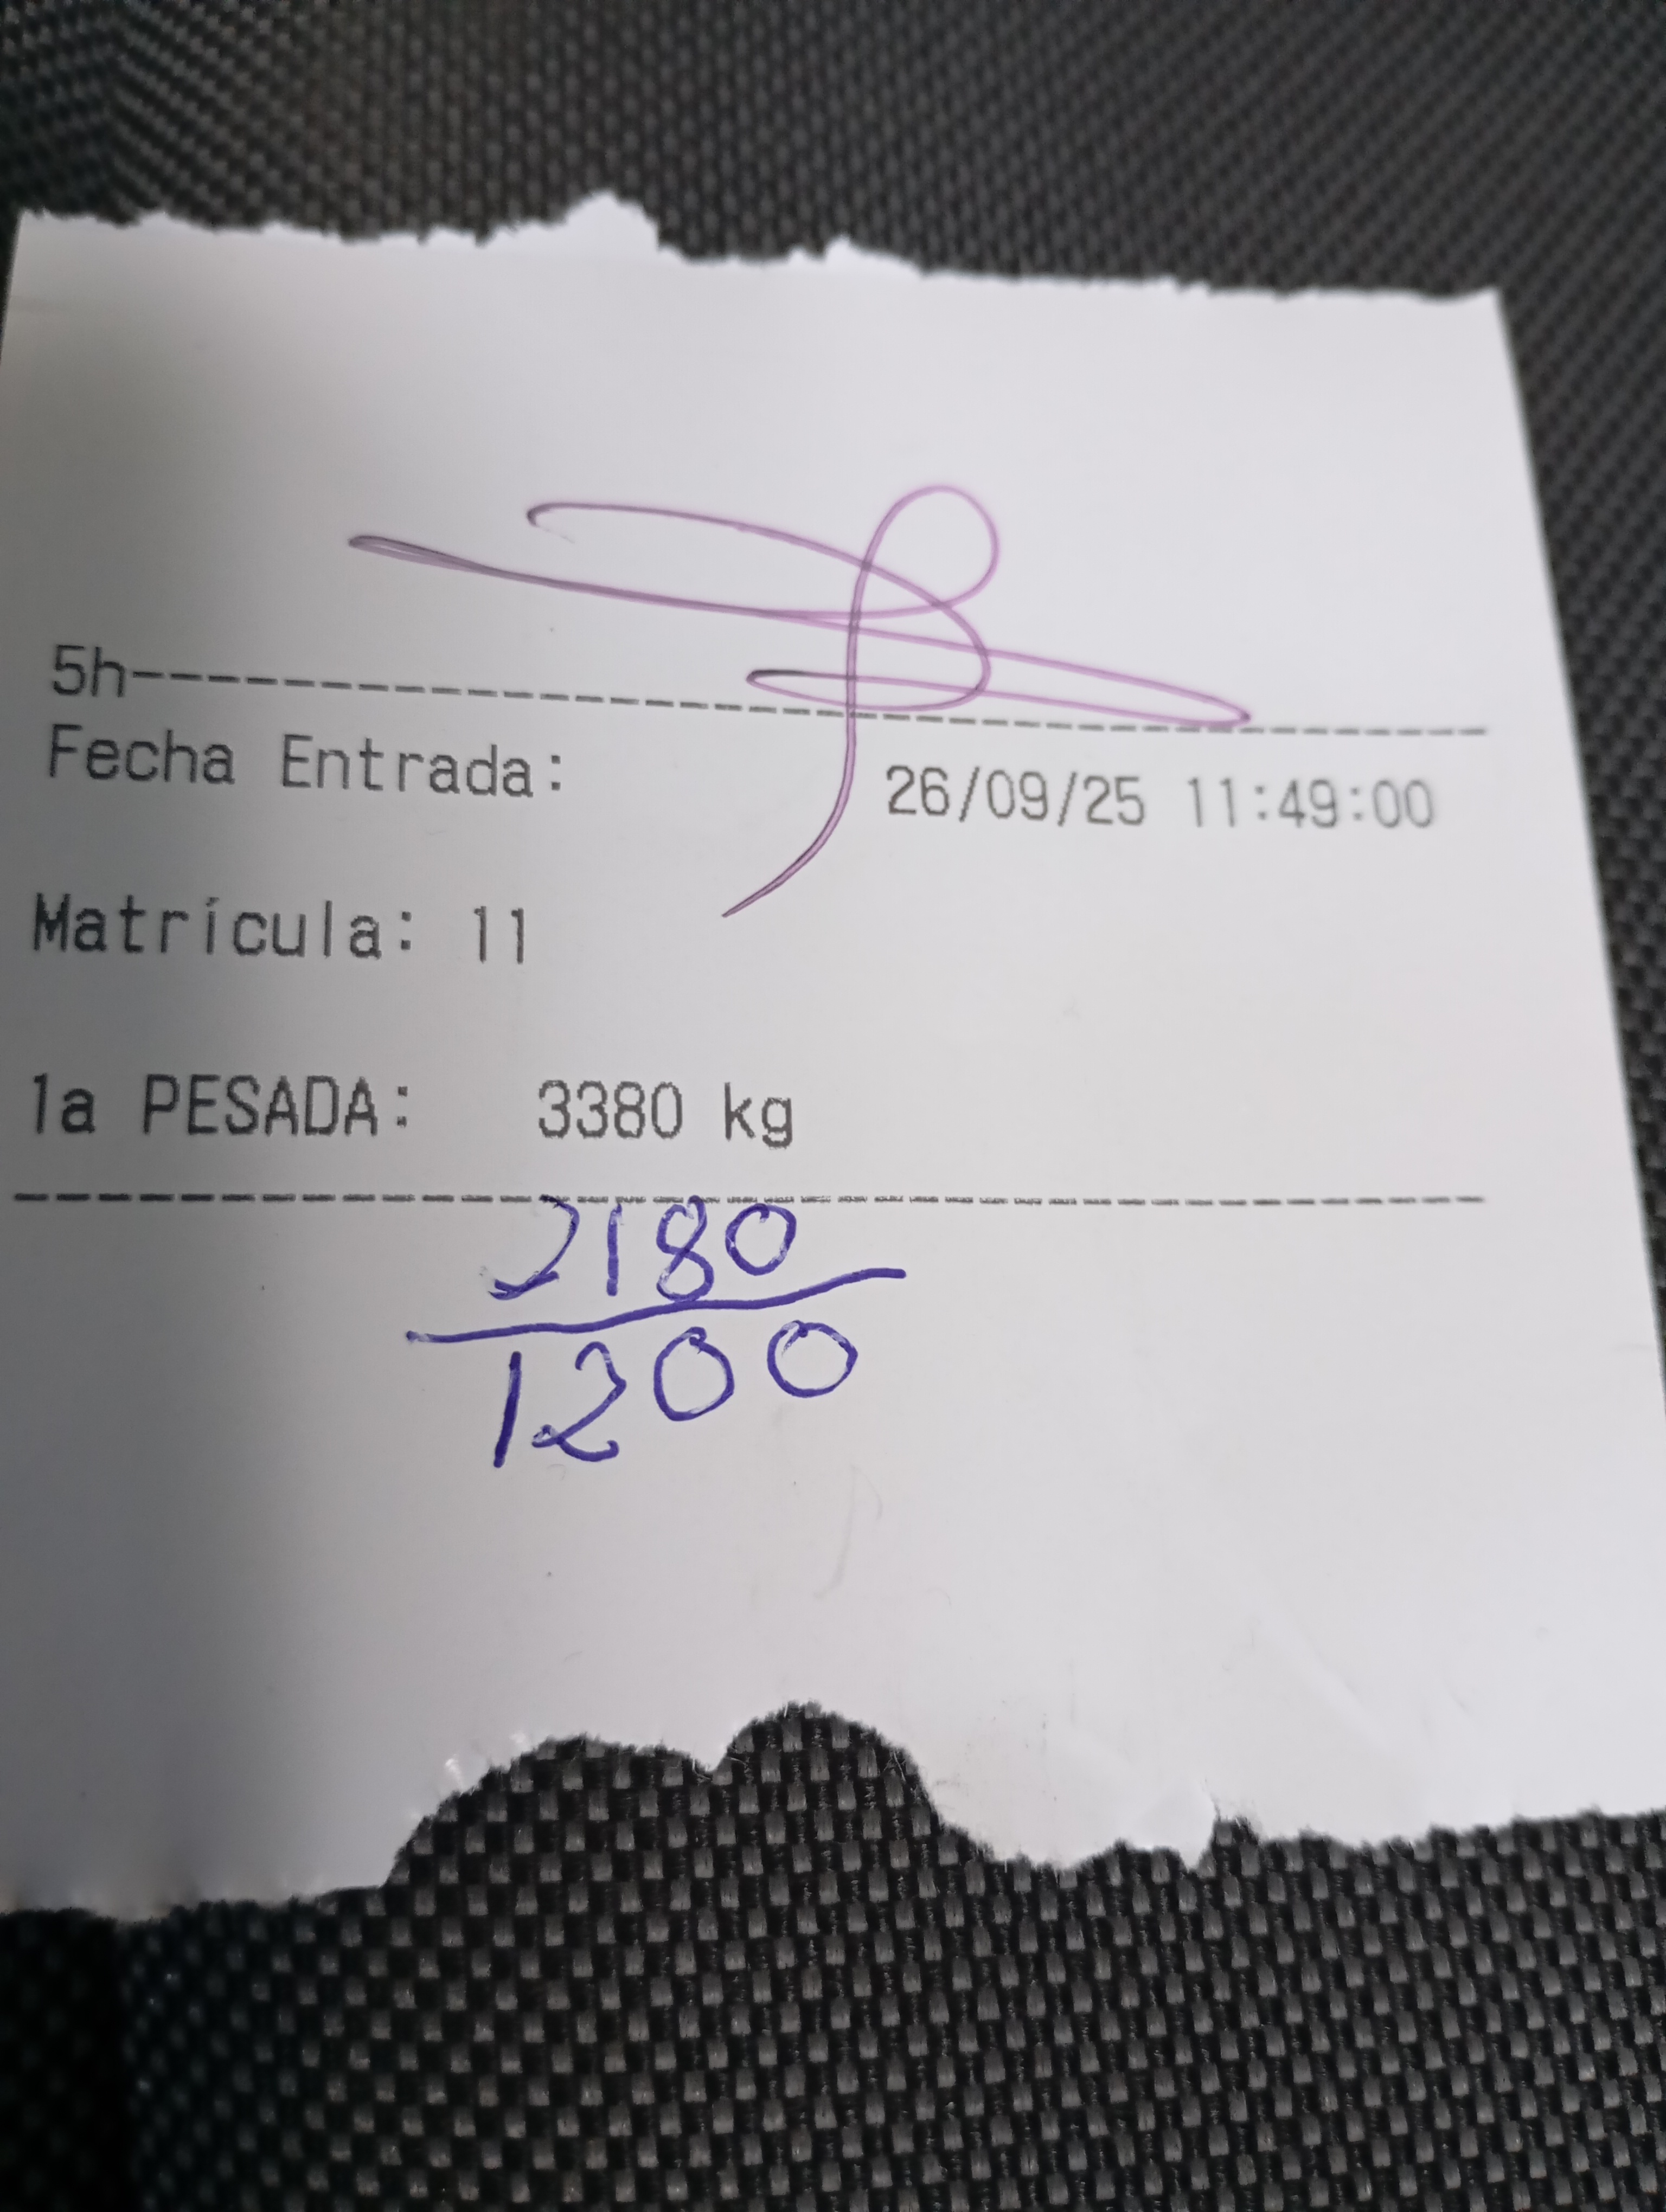 5h----------------------------------
Fecha Entrada: 26/09/25 11:49:00
Matrícula: 11
1a PESADA: 3380 kg
2180
1200